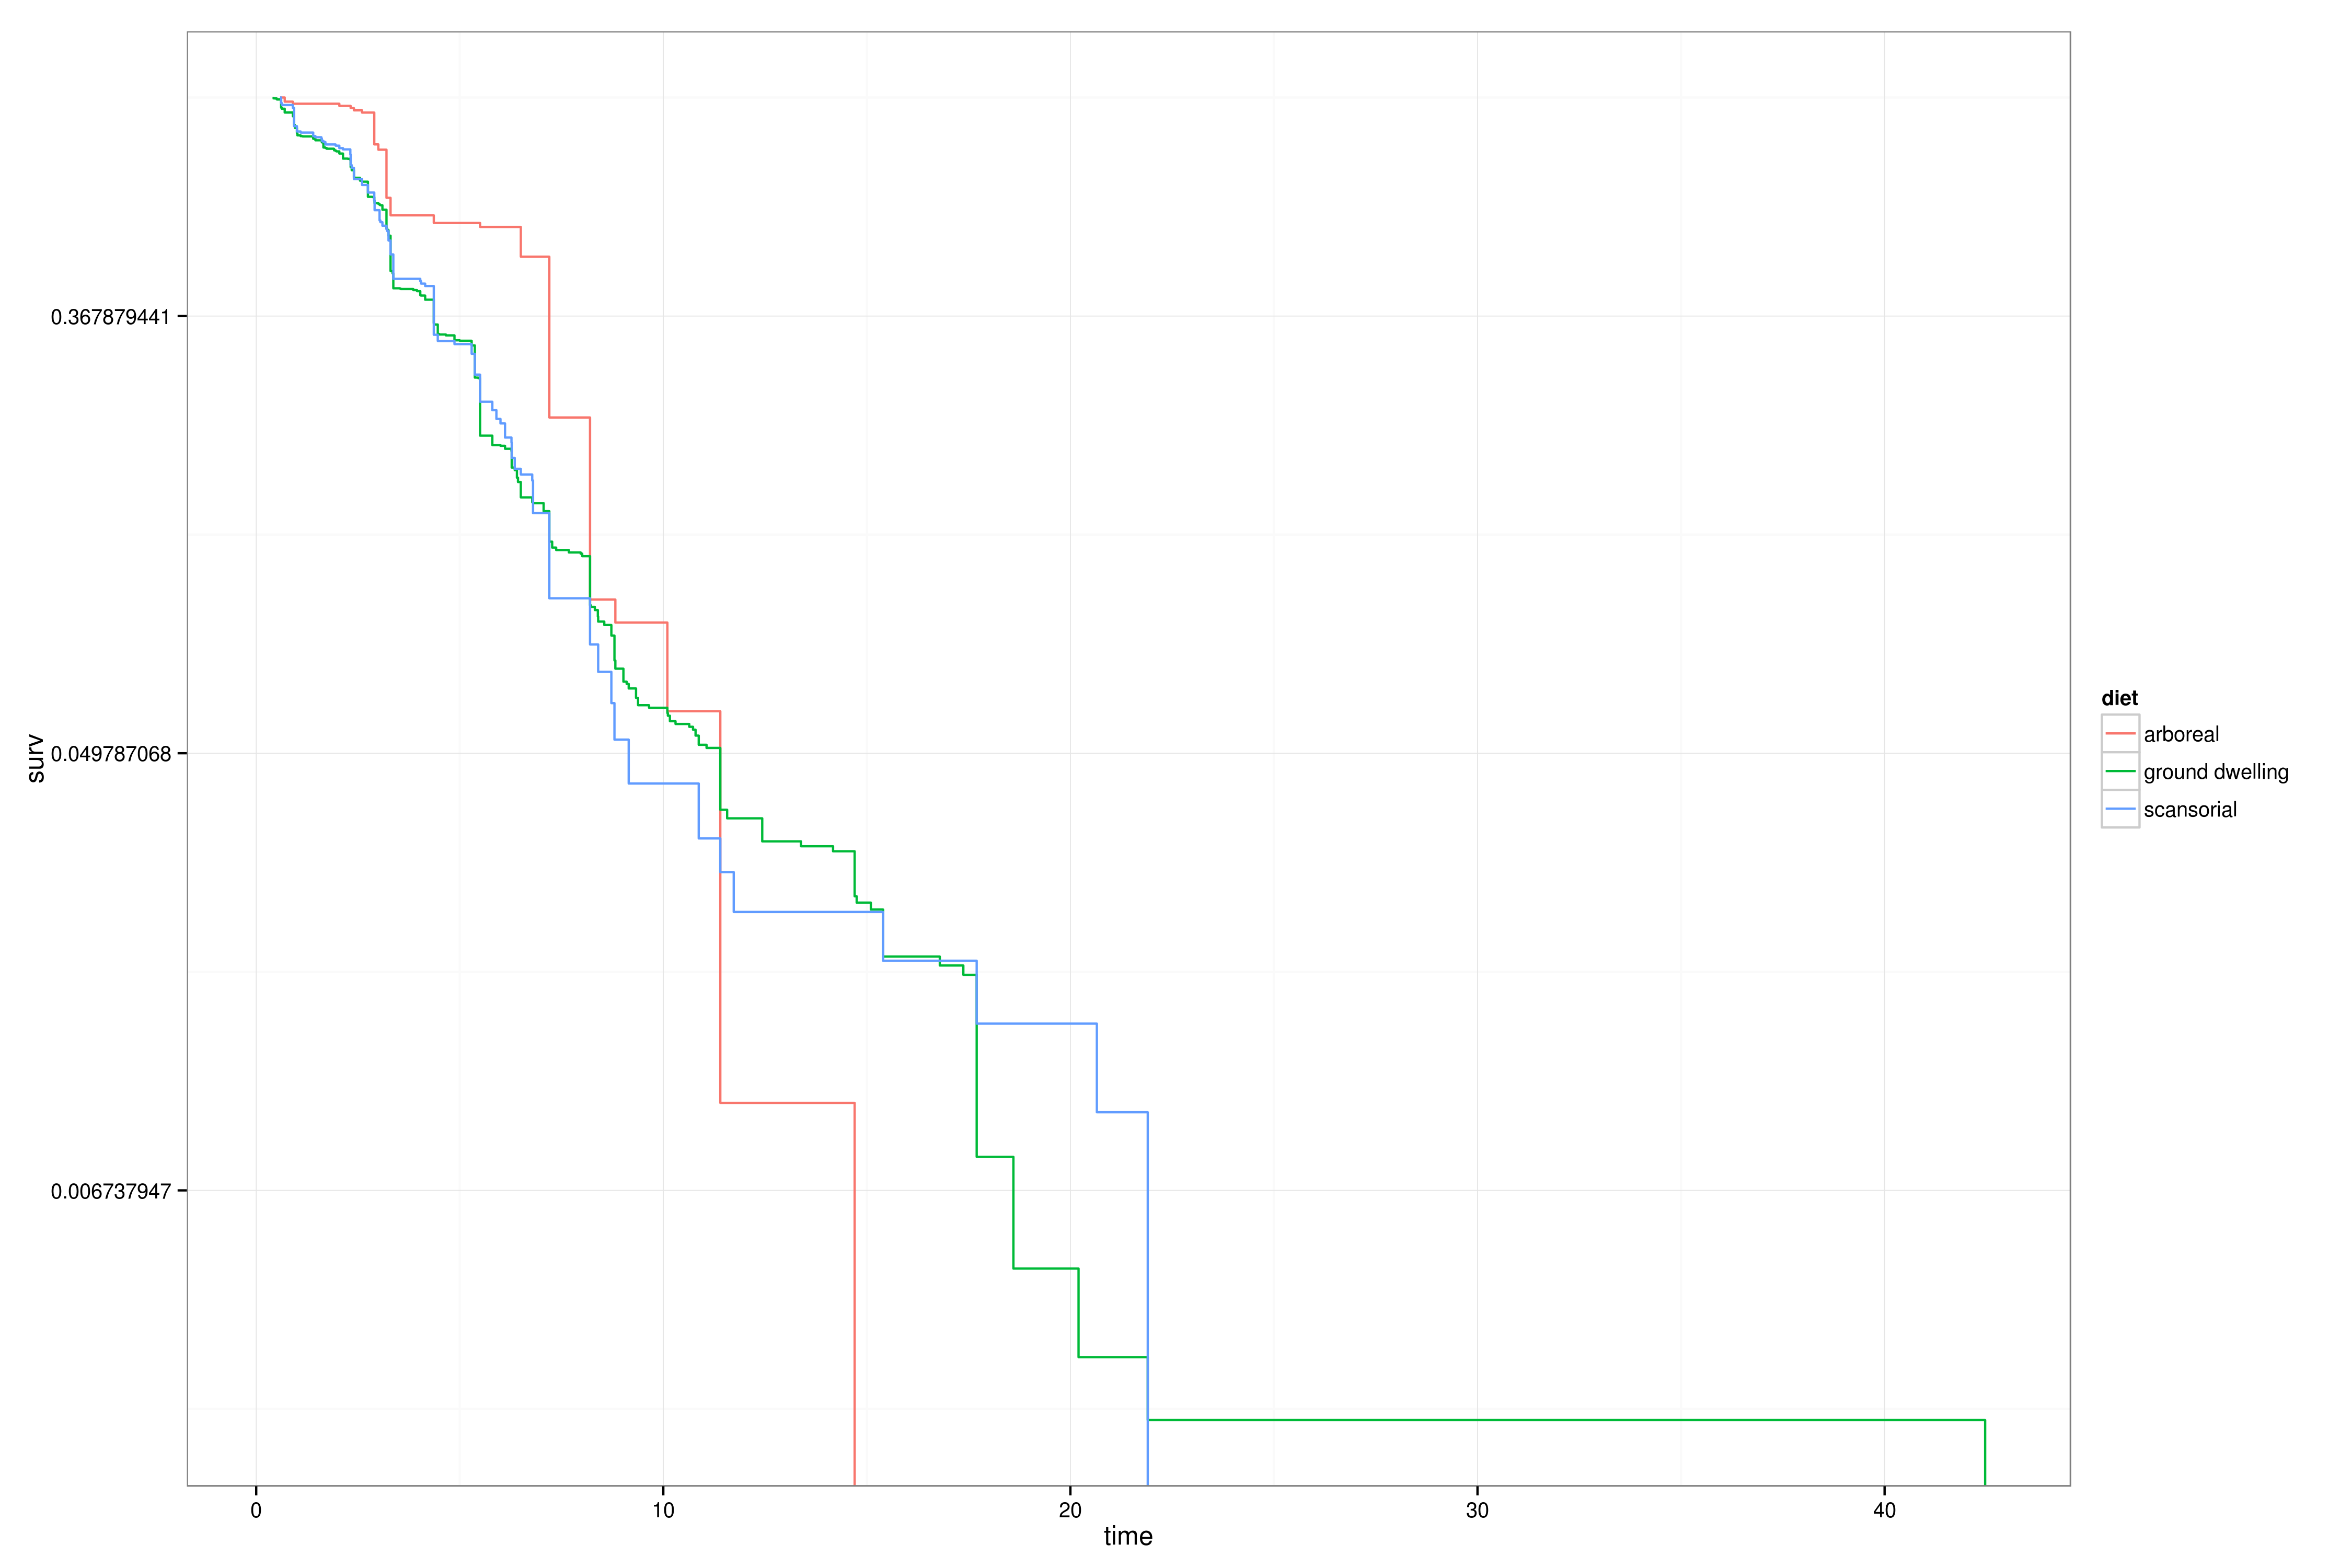 0.367879441
0.049787068
0.006737947
surv
0 10 20 30 40
time
diet
arboreal
ground dwelling
scansorial